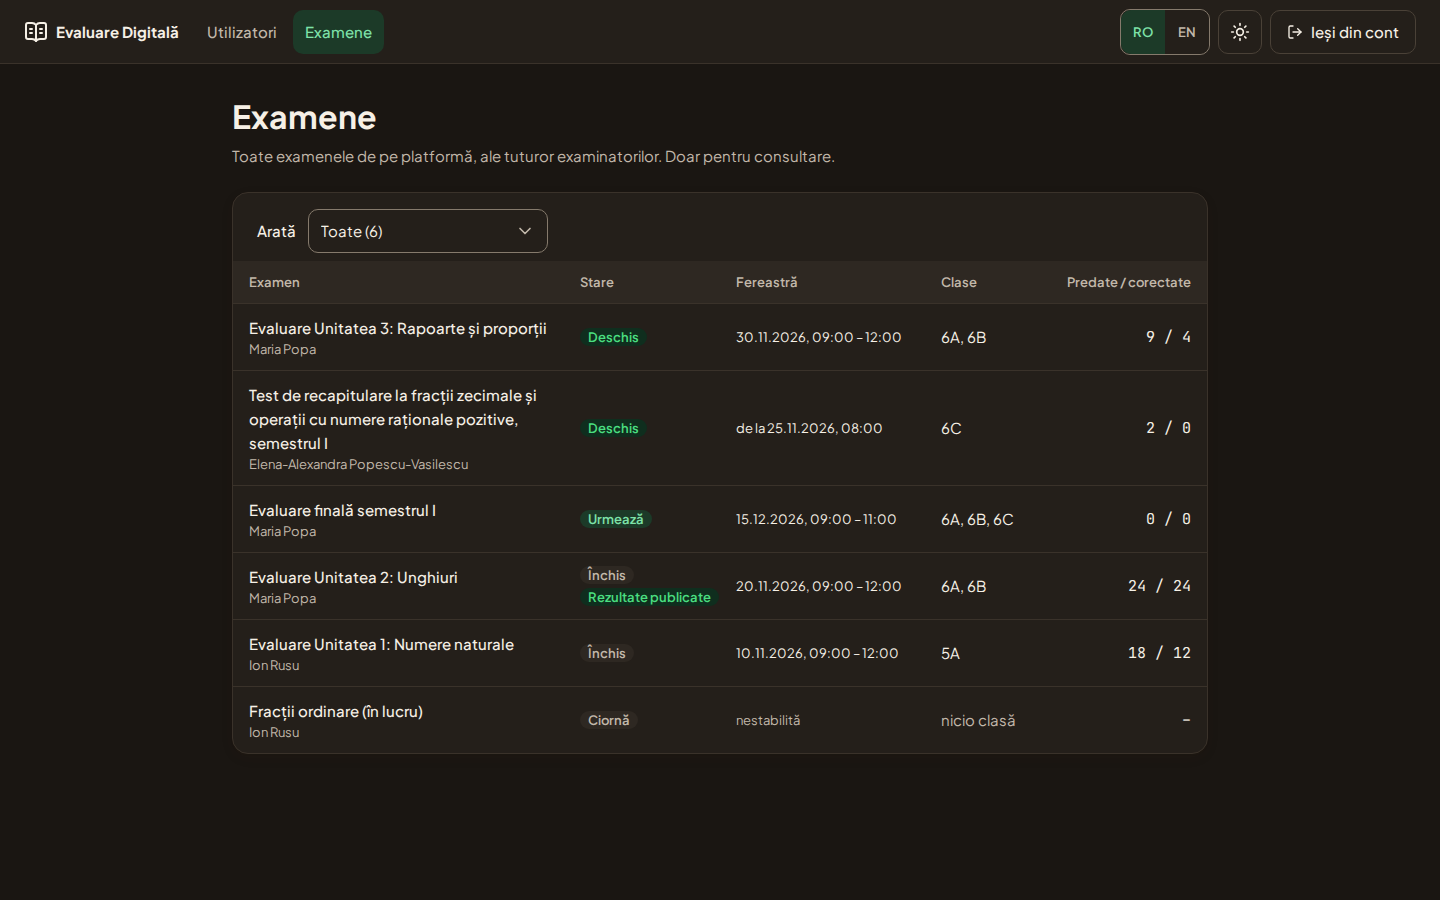 Evaluare Digitală
Utilizatori
Examene
RO
EN
Ieși din cont
Examene
Toate examenele de pe platformă, ale tuturor examinatorilor. Doar pentru consultare.
Arată
Toate (6)
Examen
Stare
Fereastră
Clase
Predate / corectate
Evaluare Unitatea 3: Rapoarte și proporții
Maria Popa
Deschis
30.11.2026, 09:00 – 12:00
6A, 6B
9 / 4
Test de recapitulare la fracții zecimale și
operații cu numere raționale pozitive,
semestrul I
Elena-Alexandra Popescu-Vasilescu
Deschis
de la 25.11.2026, 08:00
6C
2 / 0
Evaluare finală semestrul I
Maria Popa
Urmează
15.12.2026, 09:00 – 11:00
6A, 6B, 6C
0 / 0
Evaluare Unitatea 2: Unghiuri
Maria Popa
Închis
Rezultate publicate
20.11.2026, 09:00 – 12:00
6A, 6B
24 / 24
Evaluare Unitatea 1: Numere naturale
Ion Rusu
Închis
10.11.2026, 09:00 – 12:00
5A
18 / 12
Fracții ordinare (în lucru)
Ion Rusu
Ciornă
nestabilită
nicio clasă
–